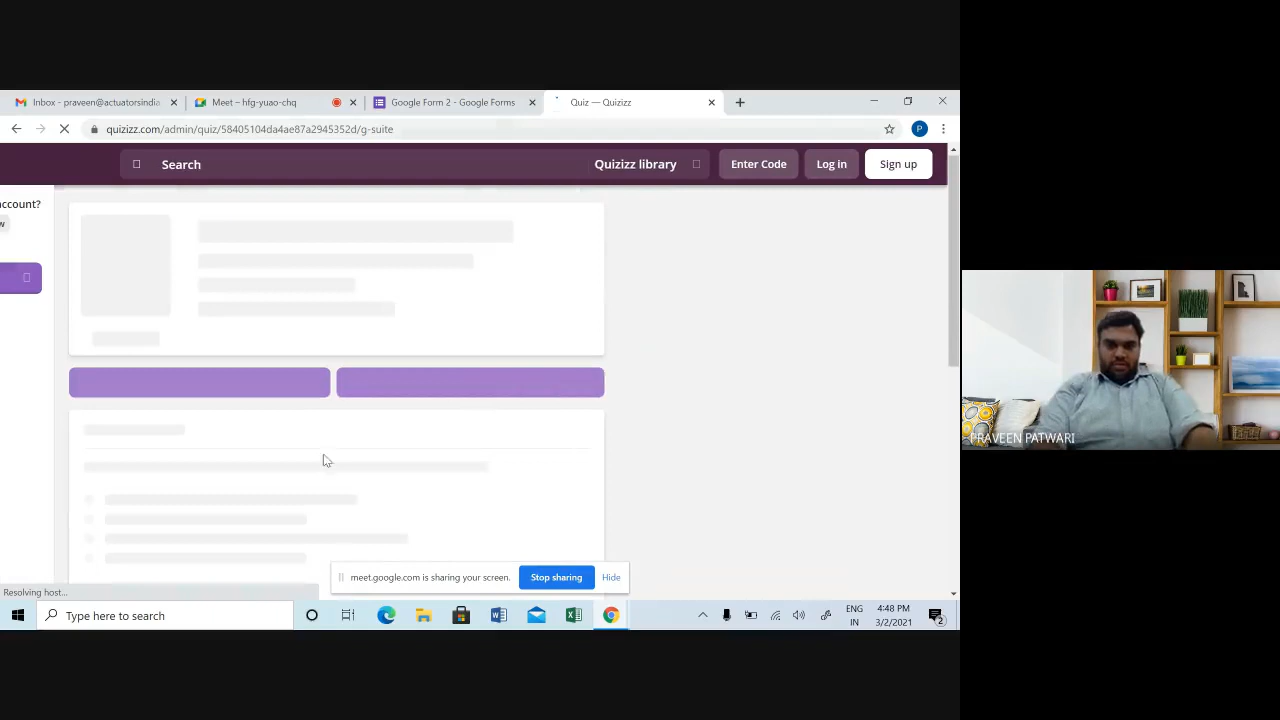 Inbox - praveen@actuatorsindia
Meet – hfg-yuao-chq
Google Form 2 - Google Forms
Quiz — Quizizz
quizizz.com/admin/quiz/58405104da4ae87a2945352d/g-suite
P
Search
Quizizz library
Enter Code
Log in
Sign up
account?
w
meet.google.com is sharing your screen.
Stop sharing
Hide
Resolving host...
PRAVEEN PATWARI
Type here to search
ENG
IN
4:48 PM
3/2/2021
2